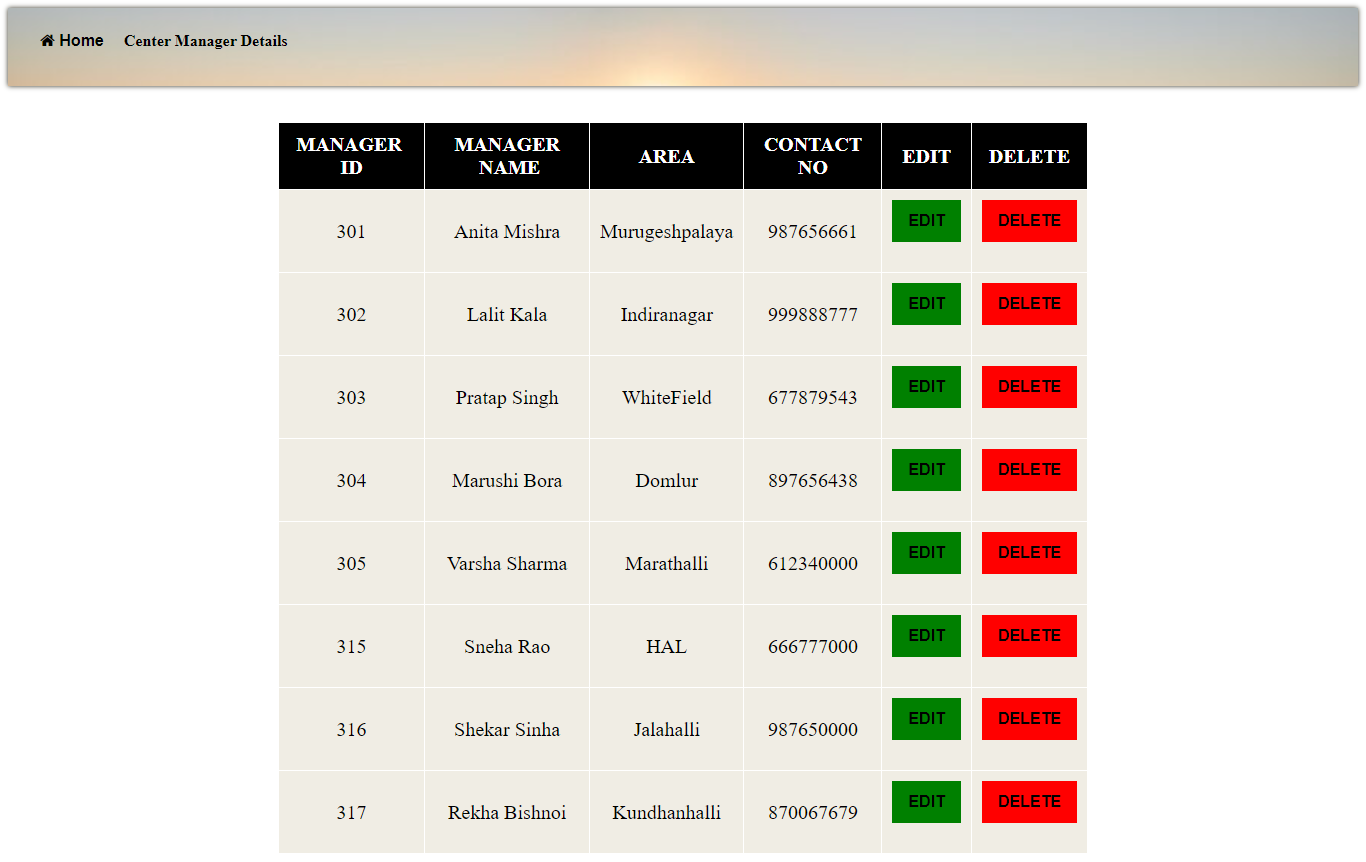 Home Center Manager Details
MANAGER ID MANAGER NAME AREA CONTACT NO EDIT DELETE
301 Anita Mishra Murugeshpalaya 987656661 EDIT DELETE
302 Lalit Kala Indiranagar 999888777 EDIT DELETE
303 Pratap Singh WhiteField 677879543 EDIT DELETE
304 Marushi Bora Domlur 897656438 EDIT DELETE
305 Varsha Sharma Marathalli 612340000 EDIT DELETE
315 Sneha Rao HAL 666777000 EDIT DELETE
316 Shekar Sinha Jalahalli 987650000 EDIT DELETE
317 Rekha Bishnoi Kundhanhalli 870067679 EDIT DELETE